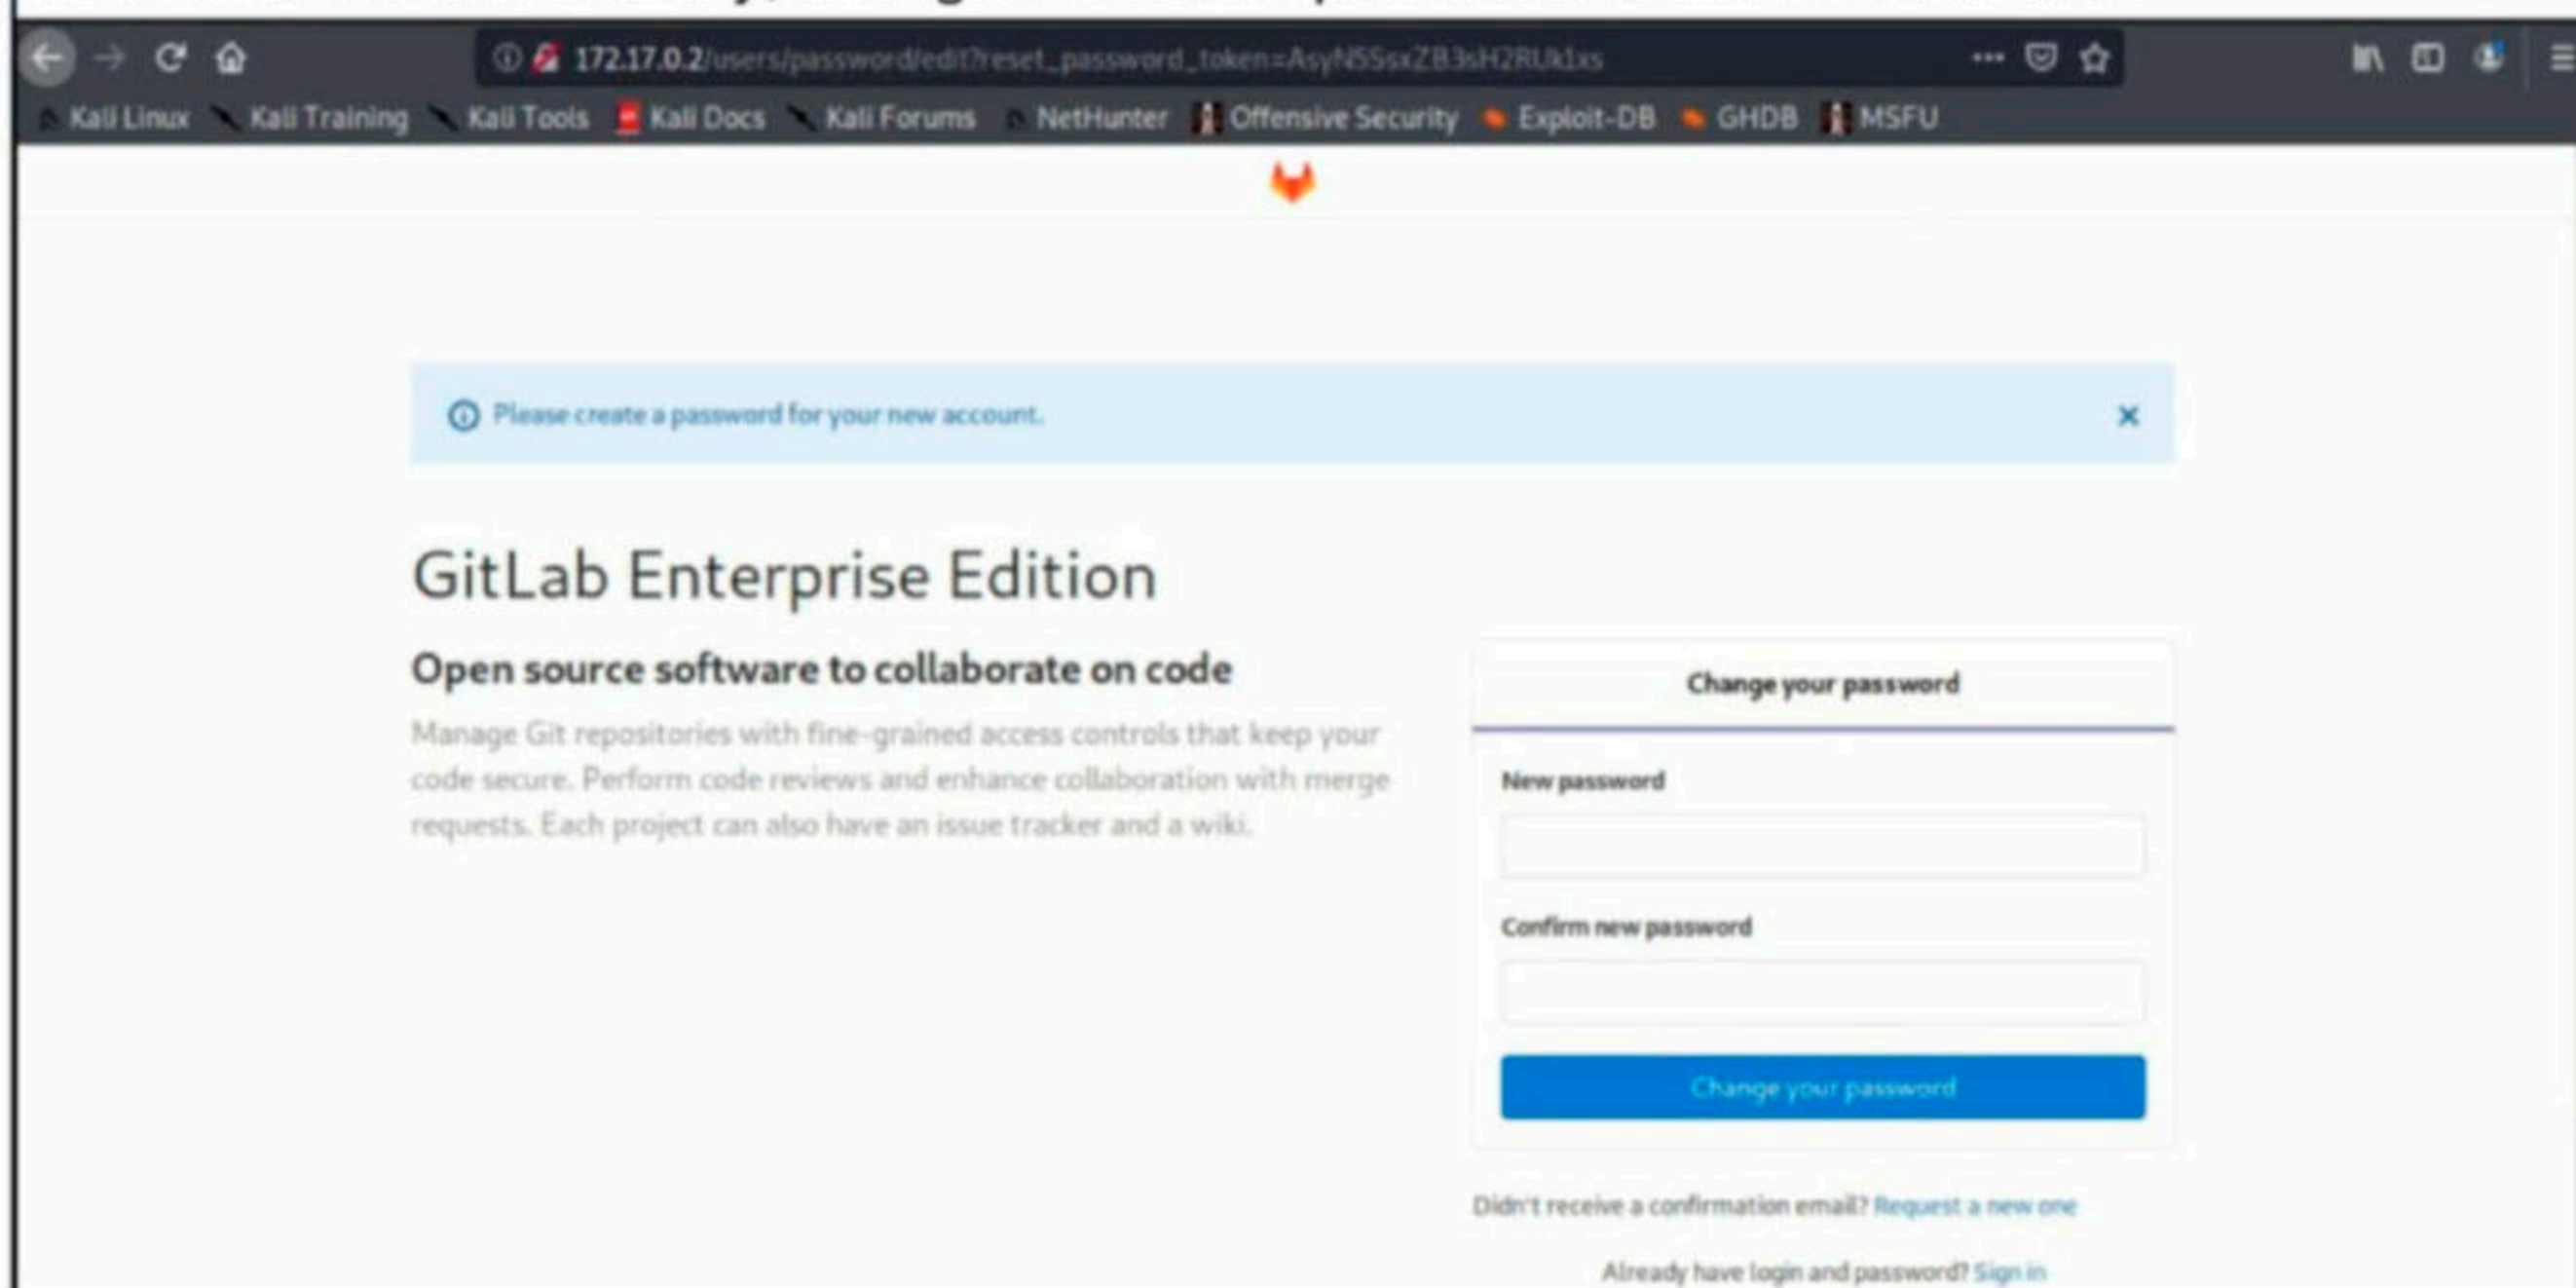 172.17.0.2/users/password/edit?reset_password_token=AsyN5SsxZB3sH2RUk1xs
Kali Linux Kali Training Kali Tools Kali Docs Kali Forums NetHunter Offensive Security Exploit-DB GHDB MSFU
Please create a password for your new account.
GitLab Enterprise Edition
Open source software to collaborate on code
Manage Git repositories with fine-grained access controls that keep your
code secure. Perform code reviews and enhance collaboration with merge
requests. Each project can also have an issue tracker and a wiki.
Change your password
New password
Confirm new password
Change your password
Didn't receive a confirmation email? Request a new one
Already have login and password? Sign in